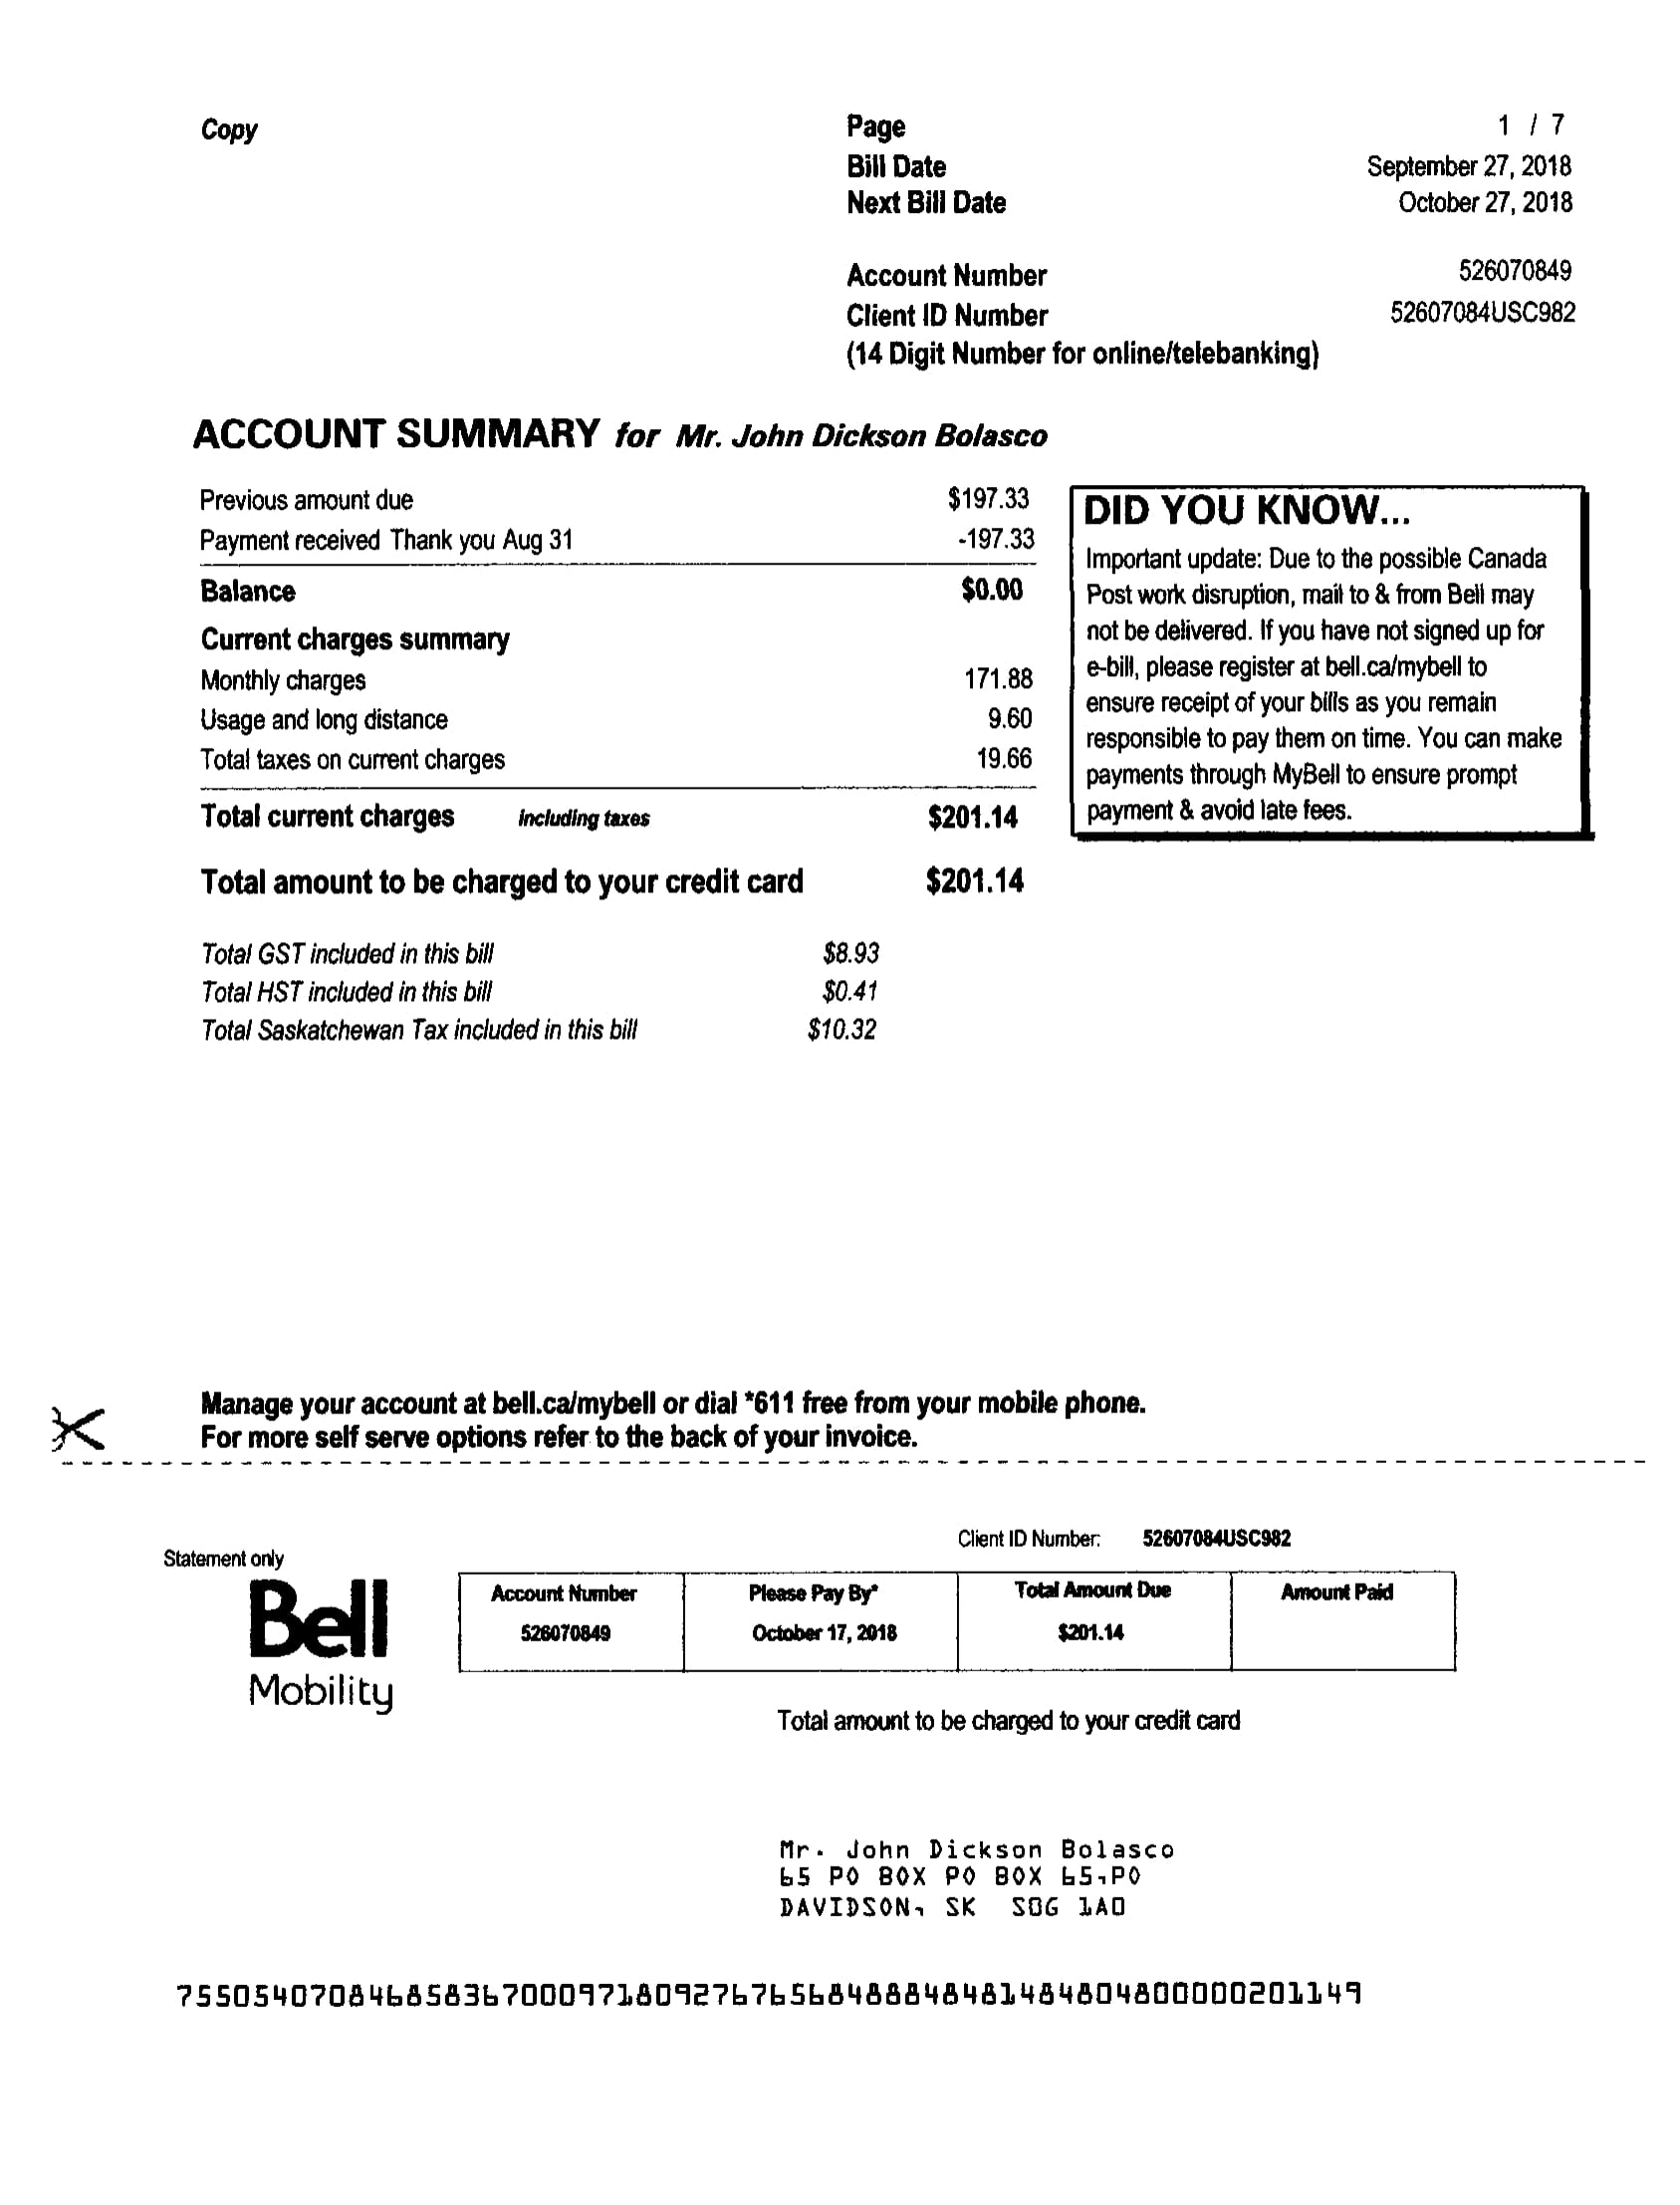 Copy
Page 1 / 7
Bill Date September 27, 2018
Next Bill Date October 27, 2018
Account Number 526070849
Client ID Number 52607084USC982
(14 Digit Number for online/telebanking)
ACCOUNT SUMMARY for Mr. John Dickson Bolasco
Previous amount due $197.33
Payment received Thank you Aug 31 -197.33
Balance $0.00
Current charges summary
Monthly charges 171.88
Usage and long distance 9.60
Total taxes on current charges 19.66
Total current charges including taxes $201.14
Total amount to be charged to your credit card $201.14
Total GST included in this bill $8.93
Total HST included in this bill $0.41
Total Saskatchewan Tax included in this bill $10.32
DID YOU KNOW...
Important update: Due to the possible Canada
Post work disruption, mail to & from Bell may
not be delivered. If you have not signed up for
e-bill, please register at bell.ca/mybell to
ensure receipt of your bills as you remain
responsible to pay them on time. You can make
payments through MyBell to ensure prompt
payment & avoid late fees.
Manage your account at bell.ca/mybell or dial *611 free from your mobile phone.
For more self serve options refer to the back of your invoice.
Client ID Number: 52607084USC982
Statement only
Bell
Mobility
Account Number Please Pay By* Total Amount Due Amount Paid
526070849 October 17, 2018 $201.14
Total amount to be charged to your credit card
Mr. John Dickson Bolasco
65 PO BOX PO BOX 65,PO
DAVIDSON, SK S0G 1A0
7550540708468583670009718092767656848884848148480480000020​1149